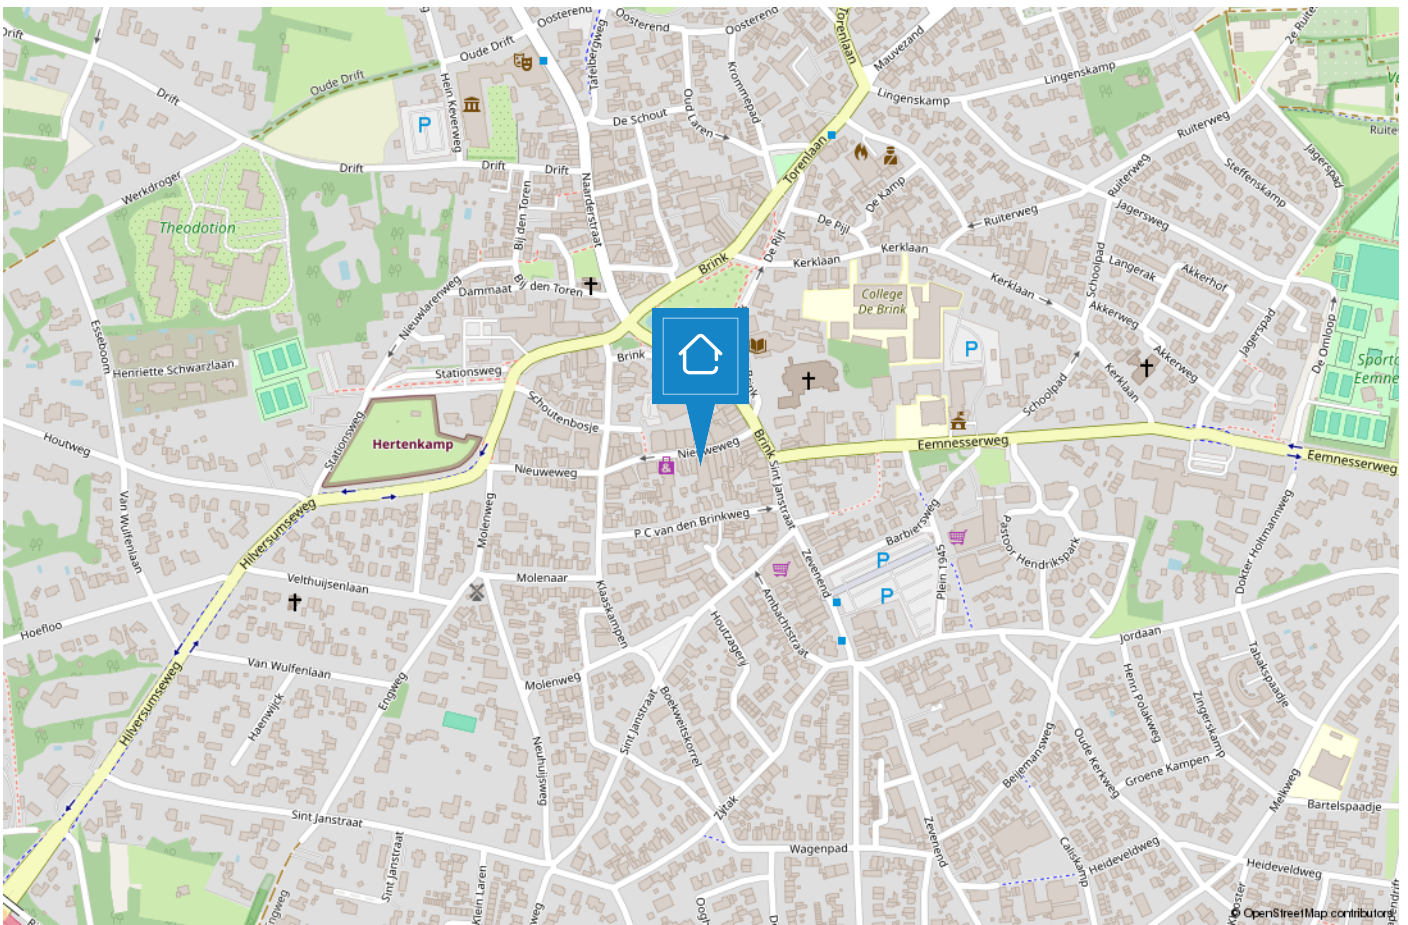 Oosterend
Oosterend
Oosterend
Torenlaan
Mauvezand
2e Ruite
Drift
Oude Drift
Tafelbergweg
Krommepad
Lingenskamp
Oude Drift
Hein Keverweg
Lingenskamp
Drift
Oud Laren
De Schout
P
Ruiterweg
Ruite
Torenlaan
Jagerspad
Drift
Drift
Drift
Ruiterweg
Steffenskamp
Werkdroger
Naarderstraat
De Kamp
Bij den Toren
Jagersweg
Ruiterweg
De Pijl
Theodotion
De Rijt
Kerklaan
Brink
Kerklaan
Langerak
Akkerhof
Schoolpad
Dammaat
Bij den Toren
Kerklaan
College
De Brink
Nieuwlarenweg
Akkerweg
Esseboom
Jagerspad
De Omloop
P
Brink
Akkerweg
Henriette Schwarzlaan
Stationsweg
Brink
Kerklaan
Sporto
Eemne
Schoolpad
Schoutenbosje
Stationsweg
Hertenkamp
Houtweg
Brink
Eemnesserweg
Nieuweweg
Eemnesserweg
Nieuweweg
Sint Janstraat
Van Wulfenlaan
Molenweg
Hilversumseweg
P C van den Brinkweg
Barbiersweg
Dokter Holtmannweg
Pastoor Hendrikspark
P
Zevenend
Plein 1945
Velthuijsenlaan
Molenaar
P
Klaaskampen
Ambachtstraat
Houtzagerij
Hoefloo
Jordaan
Van Wulfenlaan
Tabakspaadje
Molenweg
Engweg
Henri Polakweg
Hilversumseweg
Haenwijck
Sint Janstraat
Boekweitskorrel
Zingerskamp
Neuhuijsweg
Beijemansweg
Oude Kerkweg
Groene Kampen
Melkweg
Zijtak
Bartelspaadje
Sint Janstraat
Zevenend
Wagenpad
Sint Janstraat
Caliskamp
Heideveldweg
Heideveldweg
Klein Laren
© OpenStreetMap contributors